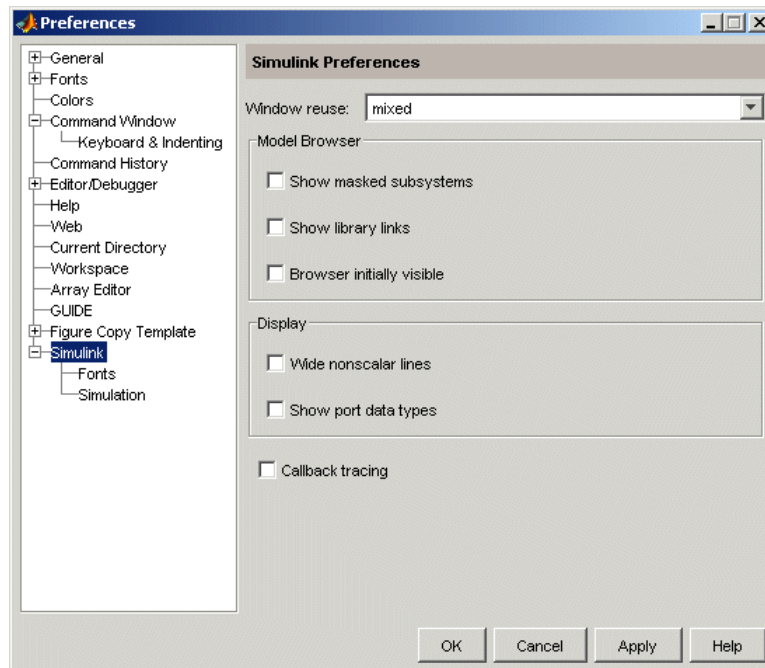 Preferences
General
Fonts
Colors
Command Window
Keyboard & Indenting
Command History
Editor/Debugger
Help
Web
Current Directory
Workspace
Array Editor
GUIDE
Figure Copy Template
Simulink
Fonts
Simulation
Simulink Preferences
Window reuse: mixed
Model Browser
Show masked subsystems
Show library links
Browser initially visible
Display
Wide nonscalar lines
Show port data types
Callback tracing
OK Cancel Apply Help